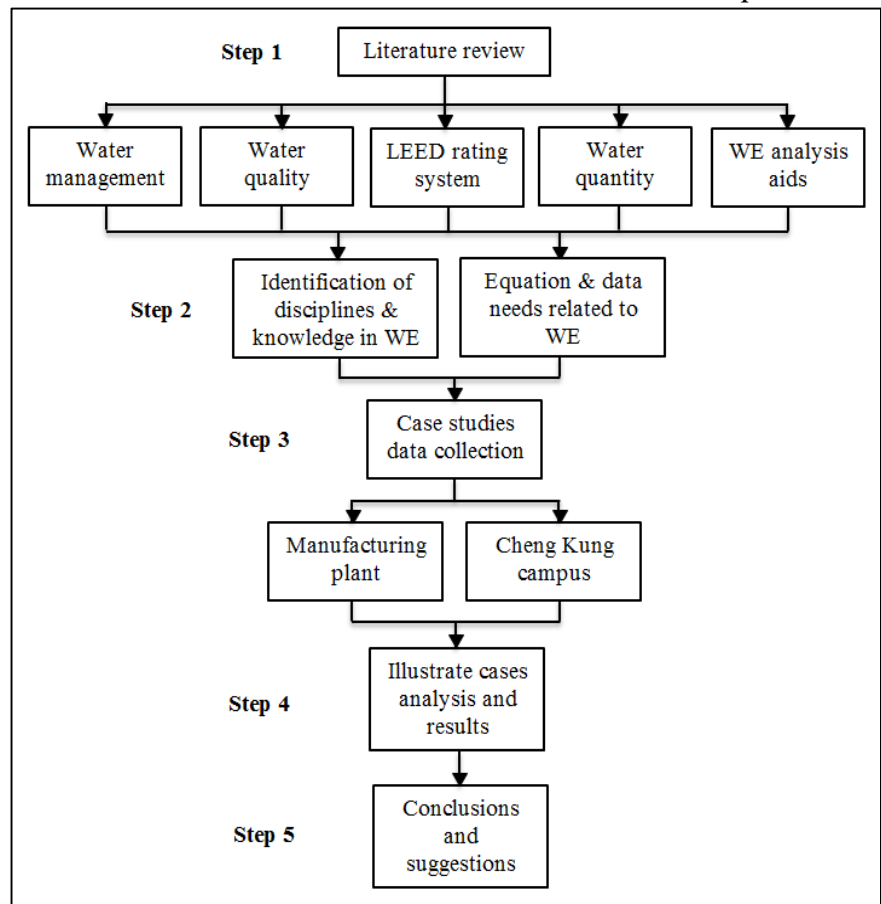 Step 1
Literature review
Water
management
Water
quality
LEED rating
system
Water
quantity
WE analysis
aids
Step 2
Identification of
disciplines &
knowledge in WE
Equation & data
needs related to
WE
Step 3
Case studies
data collection
Manufacturing
plant
Cheng Kung
campus
Step 4
Illustrate cases
analysis and
results
Step 5
Conclusions
and
suggestions